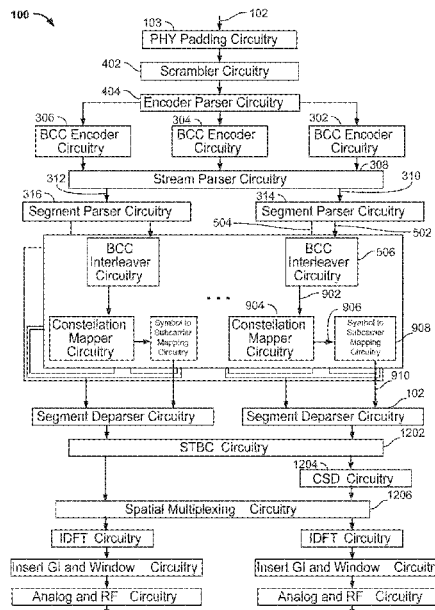 100
102
103
PHY Padding Circuitry
402
Scrambler Circuitry
404
Encoder Parser Circuitry
306 304 302
BCC Encoder Circuitry
BCC Encoder Circuitry
BCC Encoder Circuitry
308
Stream Parser Circuitry
312 310
316 314
Segment Parser Circuitry
Segment Parser Circuitry
504 502
BCC Interleaver Circuitry
BCC Interleaver Circuitry
506
902
...
904 906
Constellation Mapper Circuitry
Symbol to Subcarrier Mapping Circuitry
Constellation Mapper Circuitry
Symbol to Subcarrier Mapping Circuitry
908
910
Segment Deparser Circuitry
Segment Deparser Circuitry
102
1202
STBC Circuitry
1204
CSD Circuitry
1206
Spatial Multiplexing Circuitry
IDFT Circuitry
IDFT Circuitry
Insert GI and Window Circuitry
Insert GI and Window Circuitry
Analog and RF Circuitry
Analog and RF Circuitry